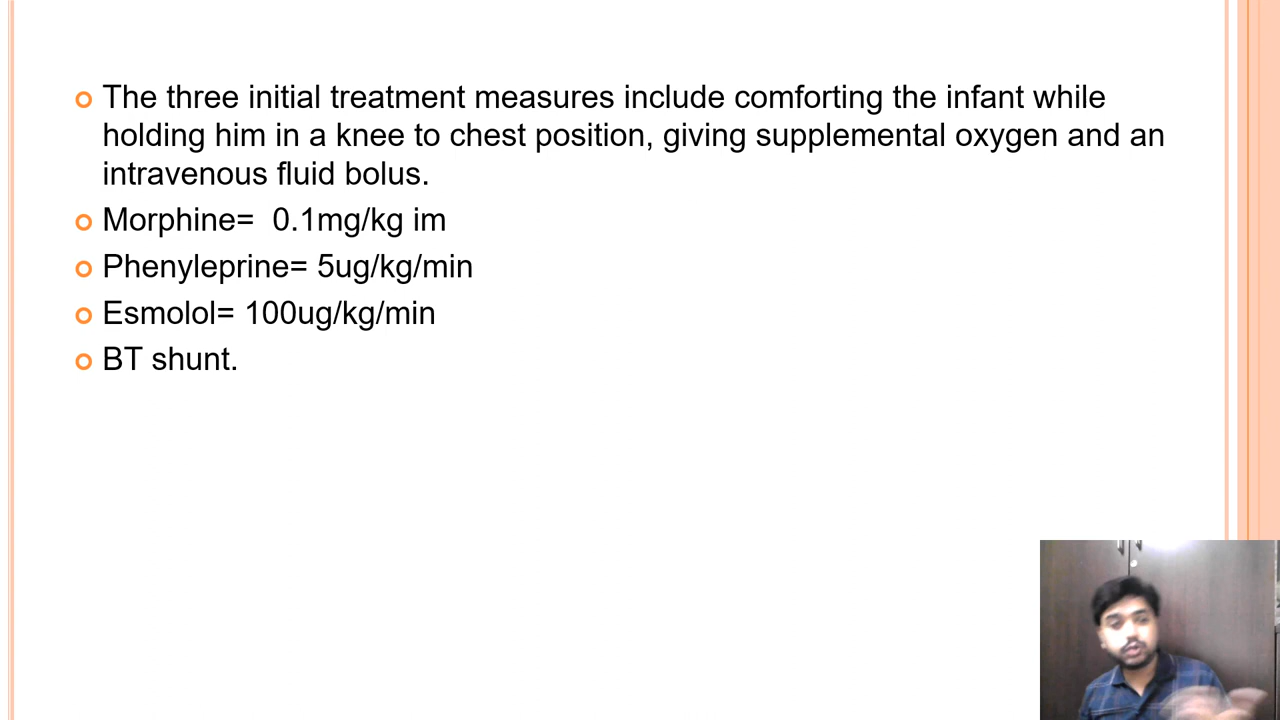 The three initial treatment measures include comforting the infant while
holding him in a knee to chest position, giving supplemental oxygen and an
intravenous fluid bolus.
Morphine=  0.1mg/kg im
Phenyleprine= 5ug/kg/min
Esmolol= 100ug/kg/min
BT shunt.